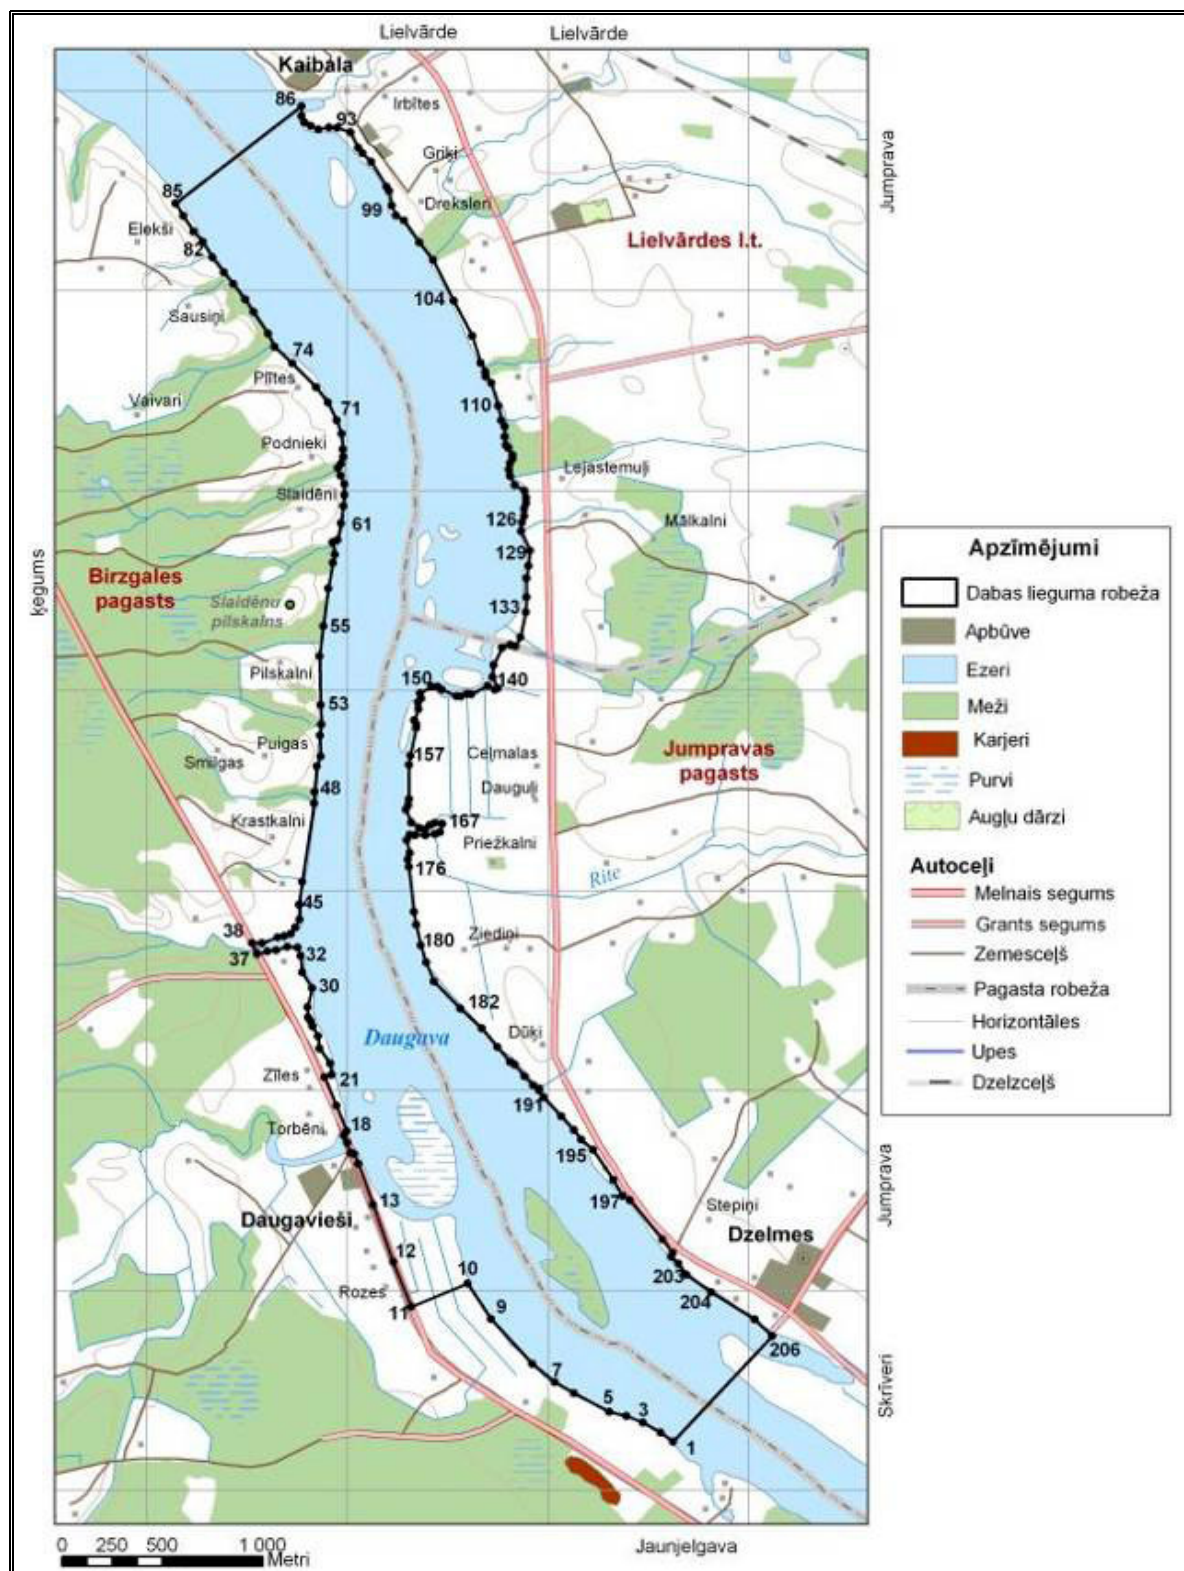 Lielvārde
Lielvārde
Kaibala
86
Irbītes
93
Griķi
Jumprava
85
99
Dreksleri
Elekši
82
Lielvārdes l.t.
104
Sausiņi
74
Plītes
71
110
Vaivari
Podnieki
Lejastemuļi
Slaidēni
61
126
Mālkalni
129
Ķegums
Birzgales
pagasts
Slaidēnu
pilskalns
133
55
Pilskalni
150
140
53
Puigas
157
Ceļmalas
Jumpravas
pagasts
Smilgas
Dauguļi
48
Krastkalni
167
Priežkalni
176
Rite
45
38
37
32
180
Ziediņi
30
182
Daugava
Dūķi
Zīles
21
191
18
Torbēni
195
197
Stepiņi
13
Daugavieši
Dzelmes
12
10
203
Rozes
11
9
204
206
7
5
3
1
Jumprava
Skrīveri
Jaunjelgava
0 250 500 1 000
Metri
Apzīmējumi
Dabas lieguma robeža
Apbūve
Ezeri
Meži
Karjeri
Purvi
Augļu dārzi
Autoceļi
Melnais segums
Grants segums
Zemesceļš
Pagasta robeža
Horizontāles
Upes
Dzelzceļš